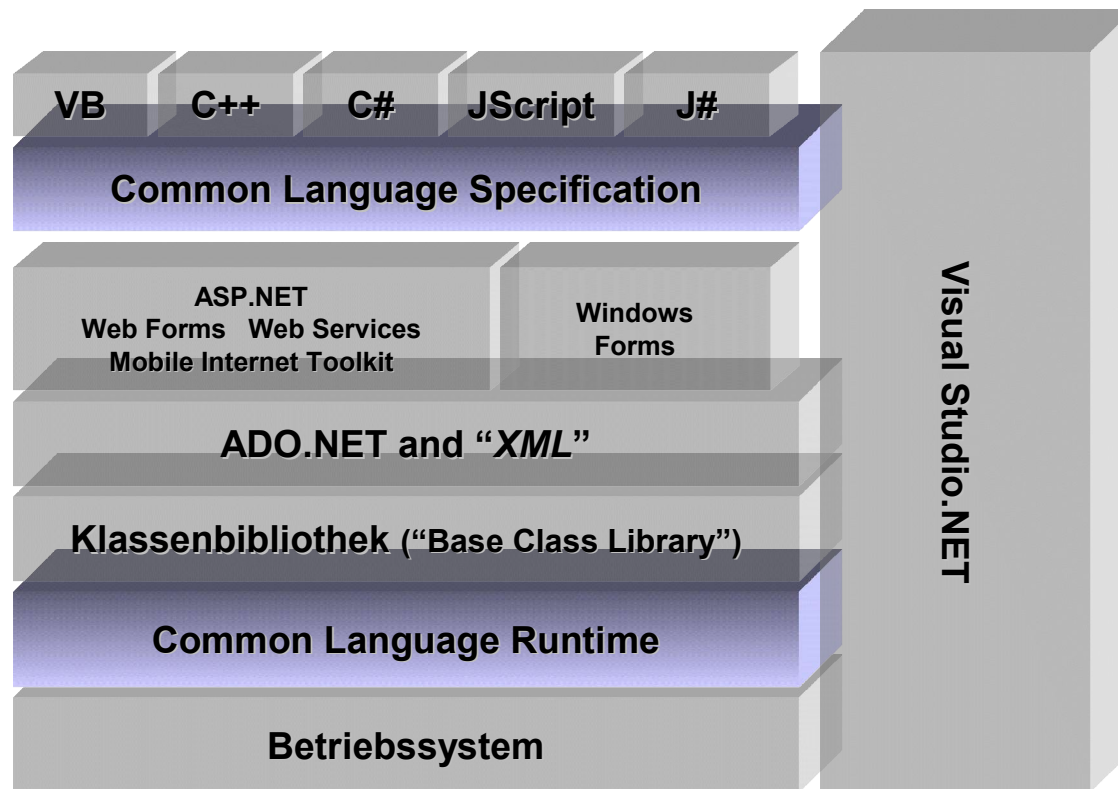 VB C++ C# JScript J#
Common Language Specification
ASP.NET
Web Forms Web Services
Mobile Internet Toolkit
Windows
Forms
ADO.NET and “XML”
Klassenbibliothek (“Base Class Library”)
Common Language Runtime
Betriebssystem
Visual Studio.NET